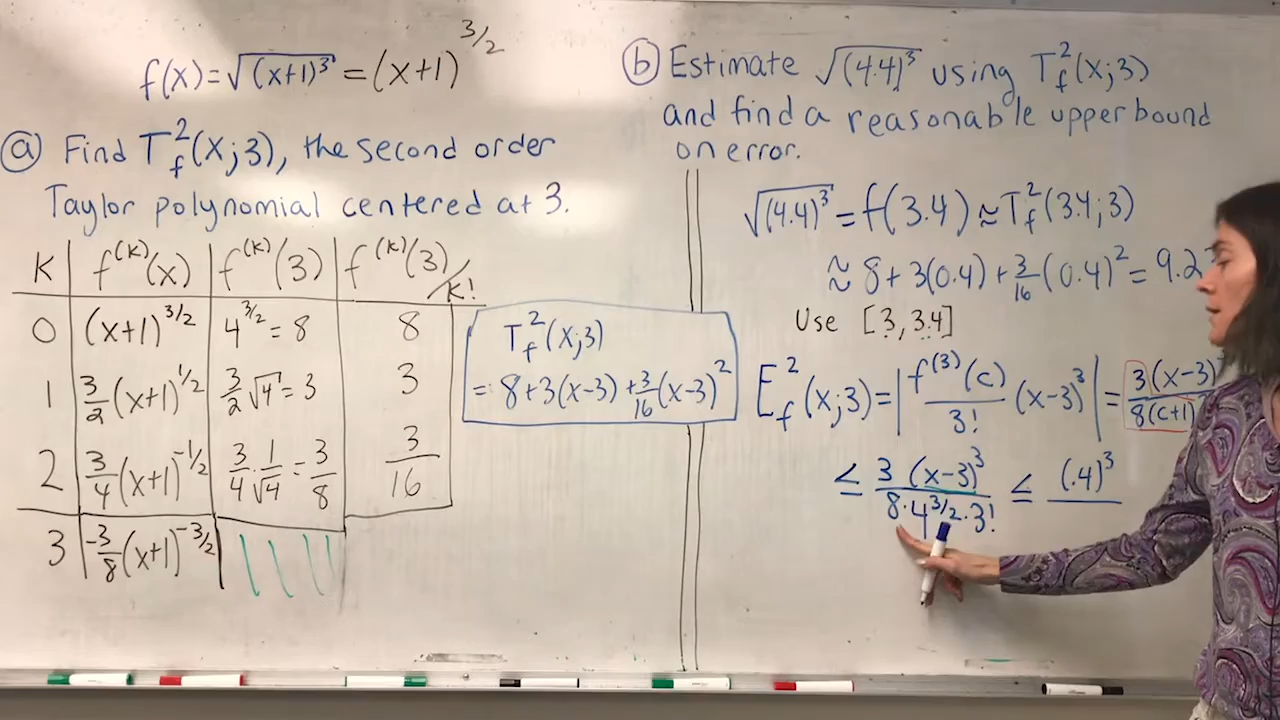 f(x)=√(x+1)³ = (x+1)^3/2
ⓐ Find T_f^2(x;3), the second order
Taylor polynomial centered at 3.
K | f^(K)(x) | f^(K)(3) | f^(K)(3)/K!
0 | (x+1)^3/2 | 4^3/2 = 8 | 8
1 | 3/2 (x+1)^1/2 | 3/2 √4 = 3 | 3
2 | 3/4 (x+1)^-1/2 | 3/4 · 1/√4 = 3/8 | 3/16
3 | -3/8 (x+1)^-3/2
T_f^2(x;3)
= 8+3(x-3)+3/16(x-3)^2
ⓑ Estimate √(4.4)³ using T_f^2(x;3)
and find a reasonable upper bound
on error.
√(4.4)³ = f(3.4) ≈ T_f^2(3.4;3)
≈ 8+3(0.4)+3/16(0.4)^2 = 9.2
Use [3, 3.4]
E_f^2(x;3) = |f^(3)(c)/3! (x-3)^3| = 3(x-3)/8(c+1)
≤ 3(x-3)^3/8·4^3/2·3! ≤ (.4)^3